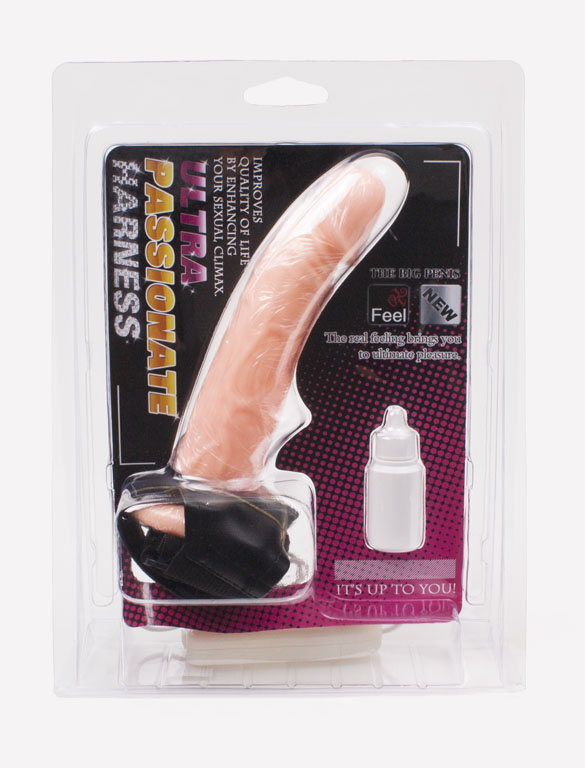 ULTRA
PASSIONATE
HARNESS
IMPROVES
QUALITY OF LIFE
BY ENHANCING
YOUR SEXUAL CLIMAX.
THE BIG PENIS
Feel
NEW
The real feeling brings you
to ultimate pleasure.
IT'S UP TO YOU!